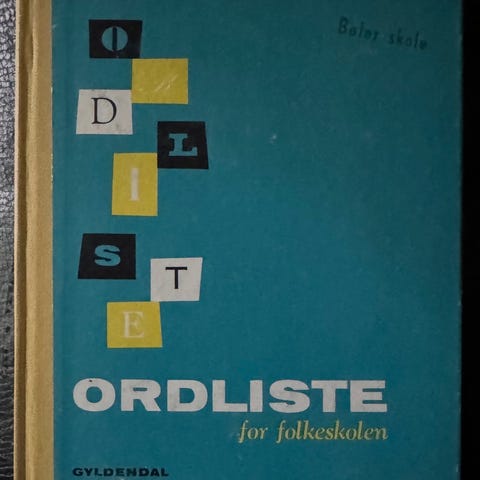 Bøler skole
O
D
L
I
S
T
E
ORDLISTE
for folkeskolen
GYLDENDAL